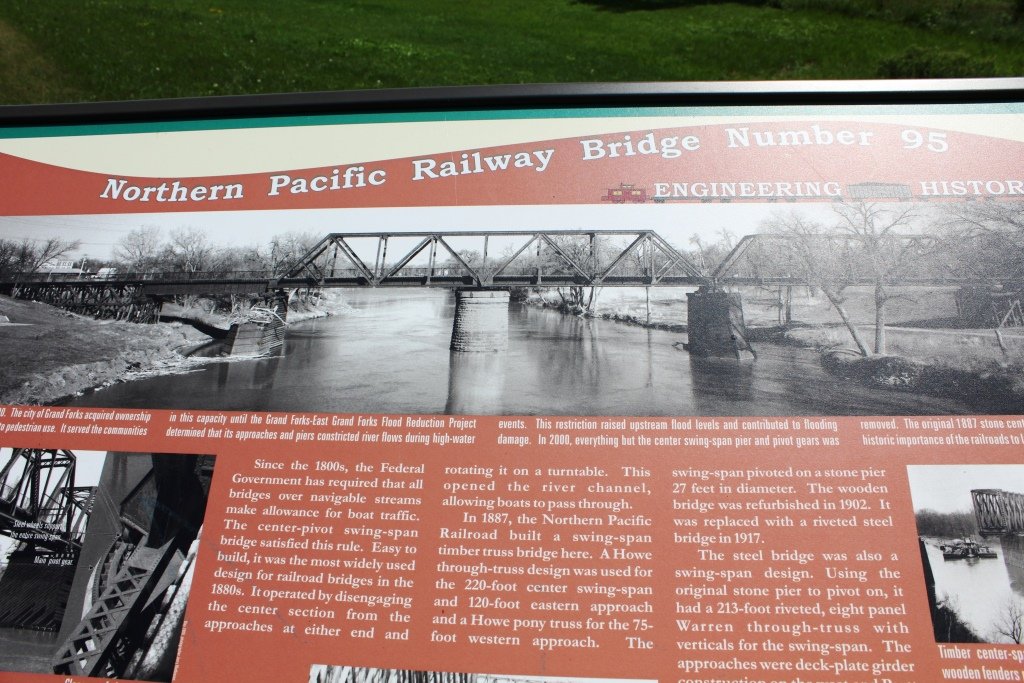 Northern Pacific Railway Bridge Number 95
ENGINEERING HISTOR
The city of Grand Forks acquired ownership
pedestrian use. It served the communities
in this capacity until the Grand Forks-East Grand Forks Flood Reduction Project
determined that its approaches and piers constricted river flows during high-water
events. This restriction raised upstream flood levels and contributed to flooding
damage. In 2000, everything but the center swing-span pier and pivot gears was
removed. The original 1887 stone cent
historic importance of the railroads to
Steel wheels support
the entire swing span.
Main pivot gear.
Since the 1800s, the Federal
Government has required that all
bridges over navigable streams
make allowance for boat traffic.
The center-pivot swing-span
bridge satisfied this rule. Easy to
build, it was the most widely used
design for railroad bridges in the
1880s. It operated by disengaging
the center section from the
approaches at either end and
rotating it on a turntable. This
opened the river channel,
allowing boats to pass through.
In 1887, the Northern Pacific
Railroad built a swing-span
timber truss bridge here. A Howe
through-truss design was used for
the 220-foot center swing-span
and 120-foot eastern approach
and a Howe pony truss for the 75-
foot western approach. The
swing-span pivoted on a stone pier
27 feet in diameter. The wooden
bridge was refurbished in 1902. It
was replaced with a riveted steel
bridge in 1917.
The steel bridge was also a
swing-span design. Using the
original stone pier to pivot on, it
had a 213-foot riveted, eight panel
Warren through-truss with
verticals for the swing-span. The
approaches were deck-plate girder
Timber center-sp
wooden fenders